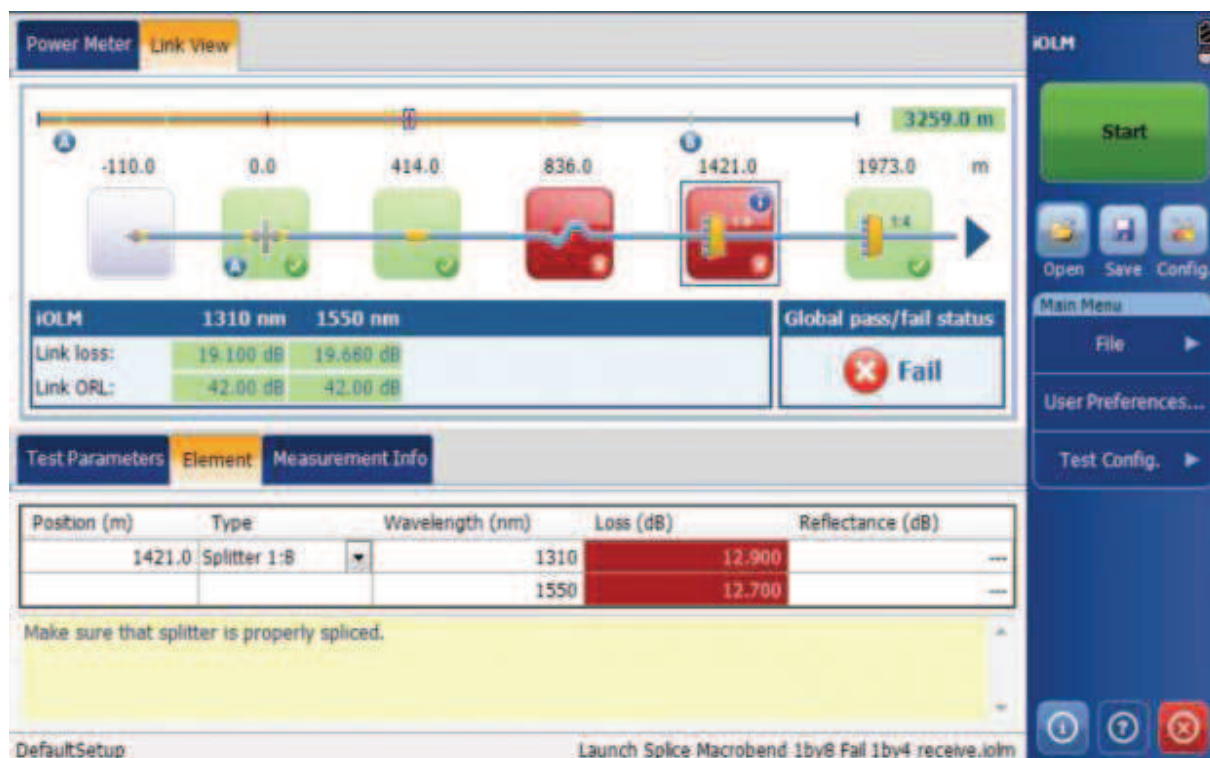 Power Meter Link View iOLM
3259.0 m
Start
A B
-110.0 0.0 414.0 836.0 1421.0 1973.0 m
1:8 1:4
A
Open Save Config.
Main Menu
iOLM 1310 nm 1550 nm Global pass/fail status
File
Link loss: 19.100 dB 19.680 dB
Fail
Link ORL: 42.00 dB 42.00 dB
User Preferences...
Test Parameters Element Measurement Info
Test Config.
Position (m) Type Wavelength (nm) Loss (dB) Reflectance (dB)
1421.0 Splitter 1:8 1310 12.900 ---
1550 12.700 ---
Make sure that splitter is properly spliced.
DefaultSetup Launch Splice Macrobend 1by8 Fail 1by4 receive.iolm